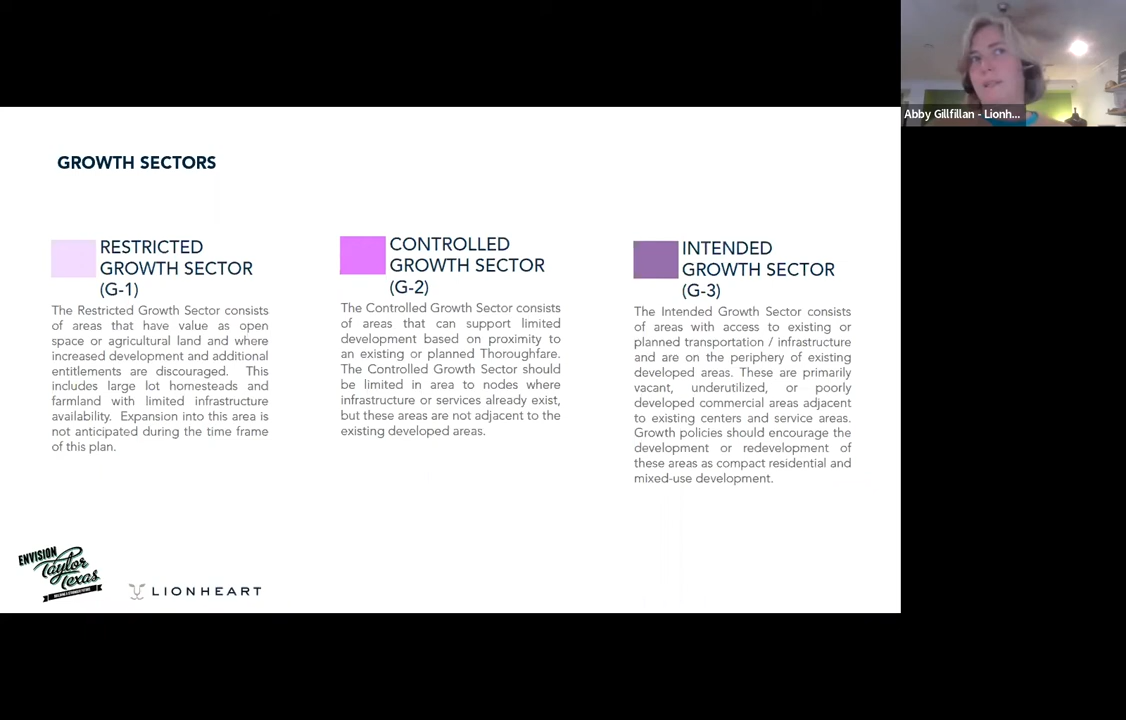 Abby Gillfillan - Lionh...
GROWTH SECTORS
RESTRICTED
GROWTH SECTOR
(G-1)
The Restricted Growth Sector consists
of areas that have value as open
space or agricultural land and where
increased development and additional
entitlements are discouraged. This
includes large lot homesteads and
farmland with limited infrastructure
availability. Expansion into this area is
not anticipated during the time frame
of this plan.
CONTROLLED
GROWTH SECTOR
(G-2)
The Controlled Growth Sector consists
of areas that can support limited
development based on proximity to
an existing or planned Thoroughfare.
The Controlled Growth Sector should
be limited in area to nodes where
infrastructure or services already exist,
but these areas are not adjacent to the
existing developed areas.
INTENDED
GROWTH SECTOR
(G-3)
The Intended Growth Sector consists
of areas with access to existing or
planned transportation / infrastructure
and are on the periphery of existing
developed areas. These are primarily
vacant, underutilized, or poorly
developed commercial areas adjacent
to existing centers and service areas.
Growth policies should encourage the
development or redevelopment of
these areas as compact residential and
mixed-use development.
ENVISION
Taylor
Texas
LIONHEART